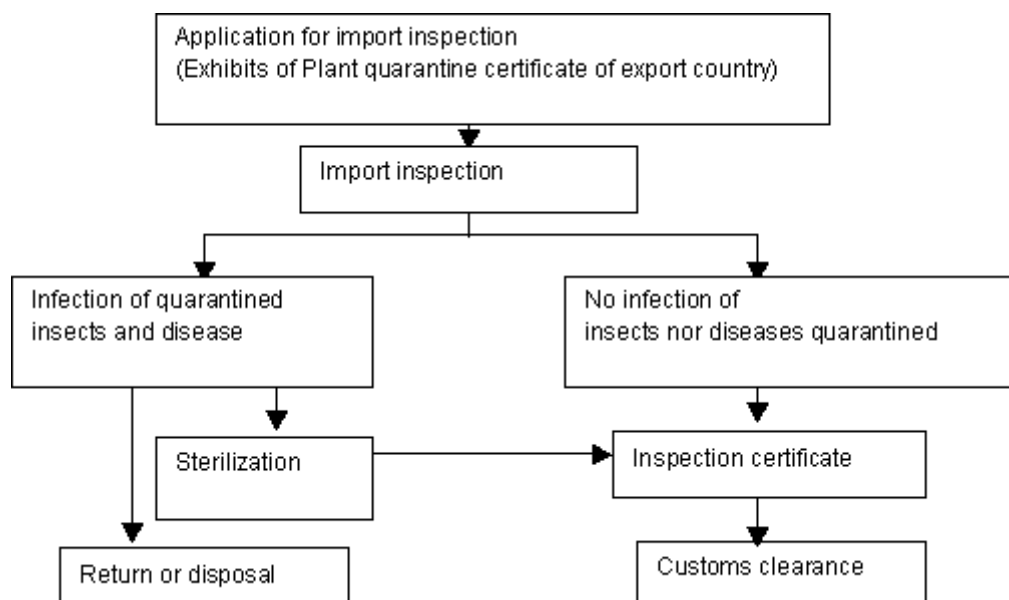 Application for import inspection
(Exhibits of Plant quarantine certificate of export country)
Import inspection
Infection of quarantined
insects and disease
No infection of
insects nor diseases quarantined
Sterilization
Inspection certificate
Return or disposal
Customs clearance